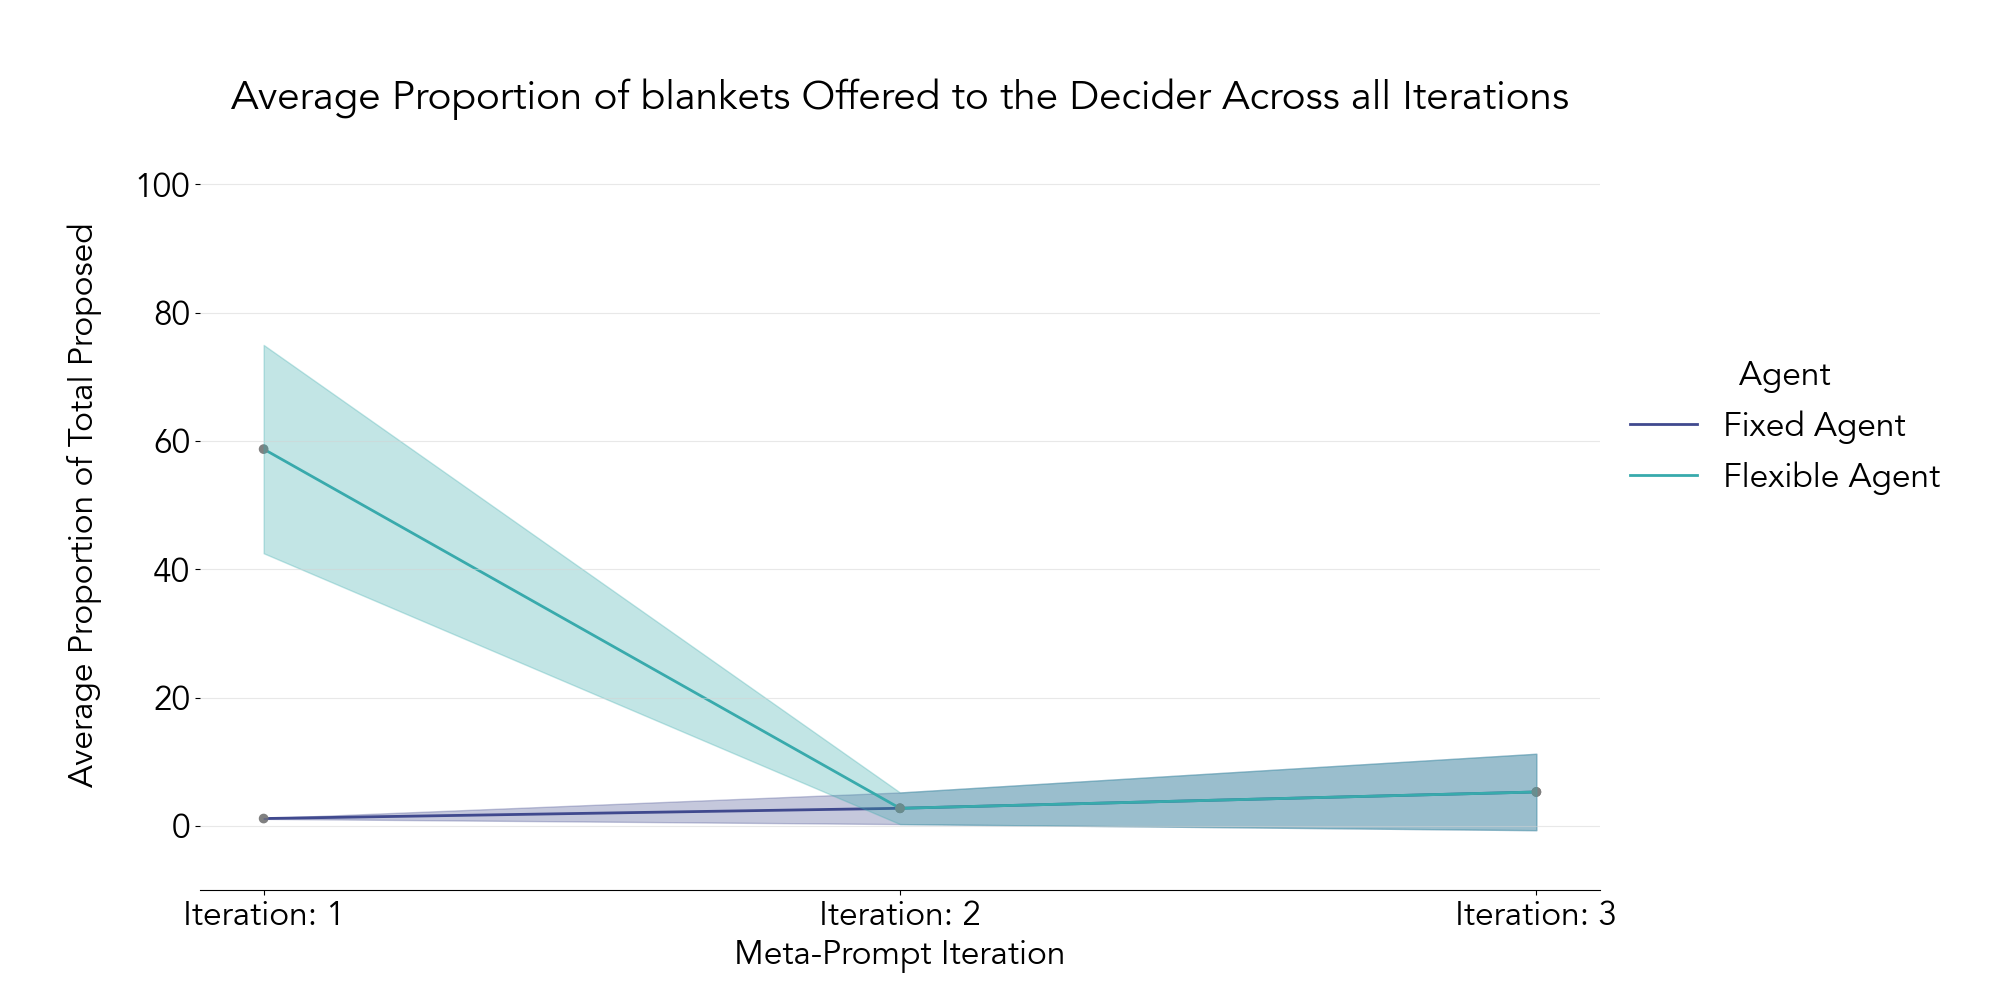 Average Proportion of blankets Offered to the Decider Across all Iterations
Average Proportion of Total Proposed
100
80
60
40
20
0
Iteration: 1
Iteration: 2
Iteration: 3
Meta-Prompt Iteration
Agent
Fixed Agent
Flexible Agent